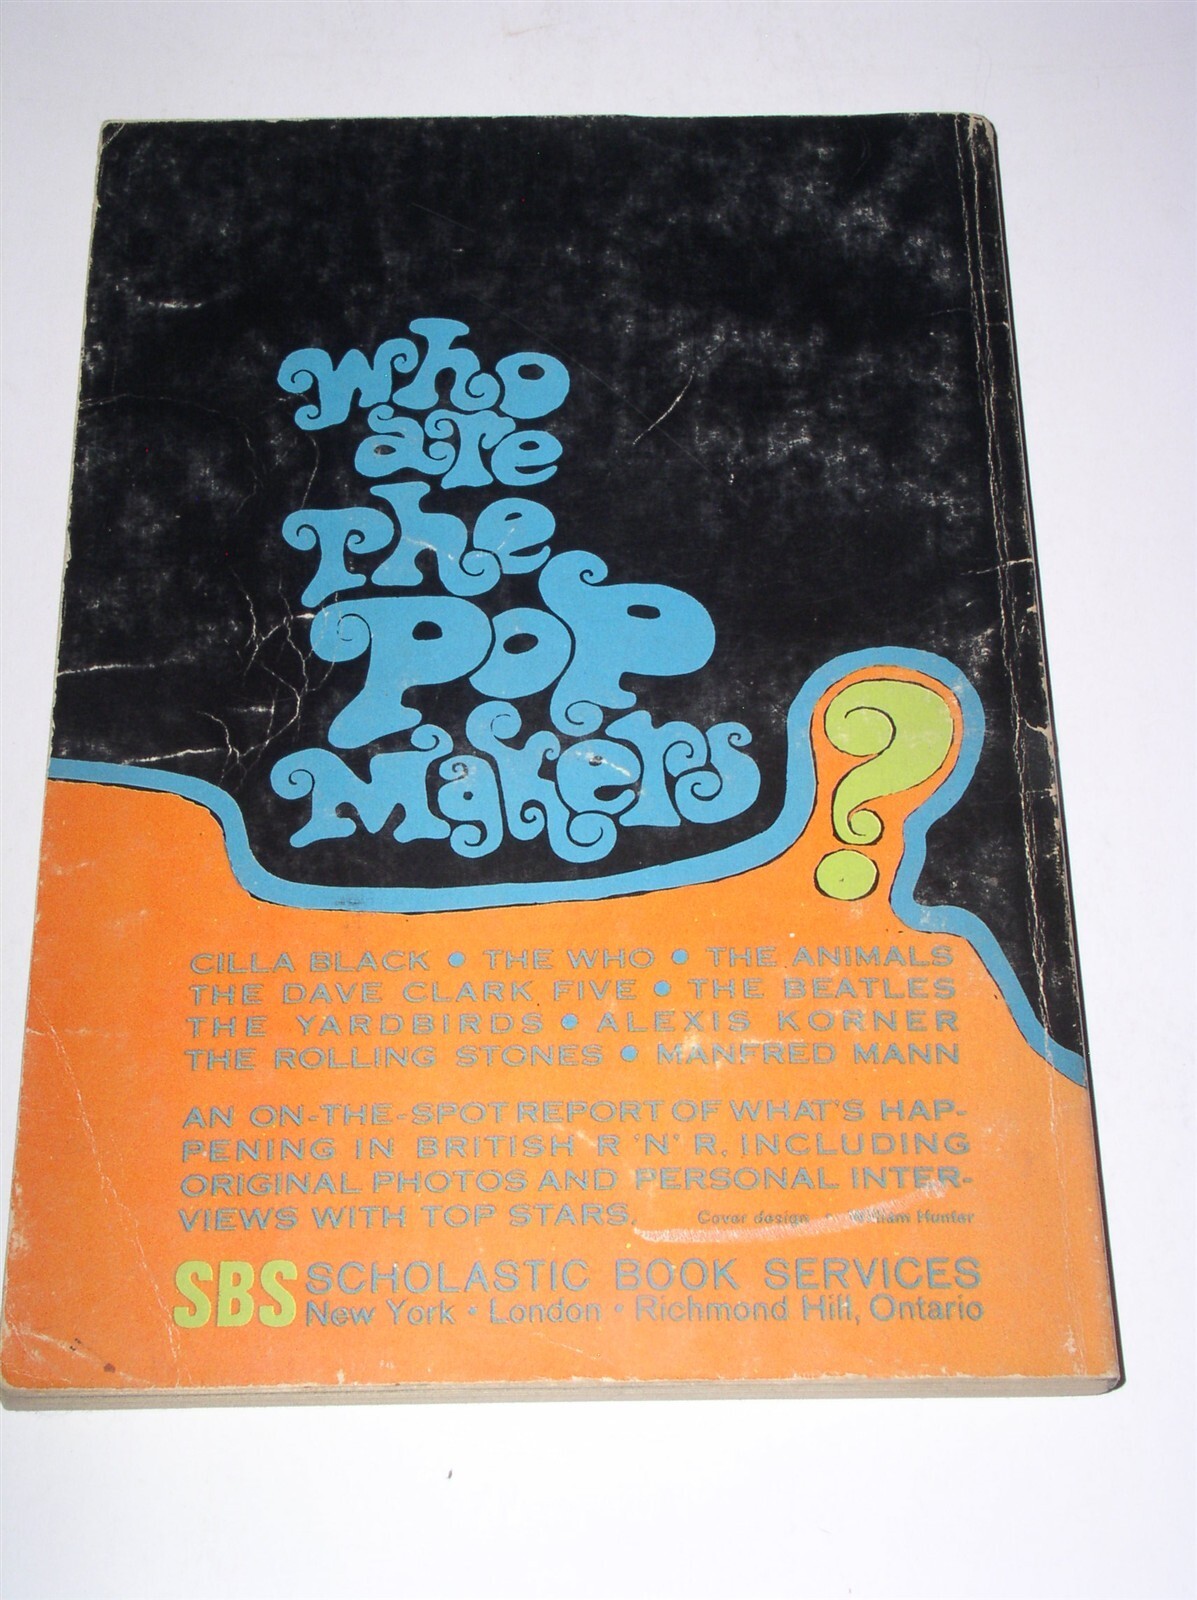 Who
are
The
Pop
Makers
?
CILLA BLACK • THE WHO • THE ANIMALS
THE DAVE CLARK FIVE • THE BEATLES
THE YARDBIRDS • ALEXIS KORNER
THE ROLLING STONES • MANFRED MANN
AN ON-THE-SPOT REPORT OF WHAT'S HAP-
PENING IN BRITISH R 'N' R, INCLUDING
ORIGINAL PHOTOS AND PERSONAL INTER-
VIEWS WITH TOP STARS.
Cover design Hunter
SBS SCHOLASTIC BOOK SERVICES
New York • London • Richmond Hill, Ontario